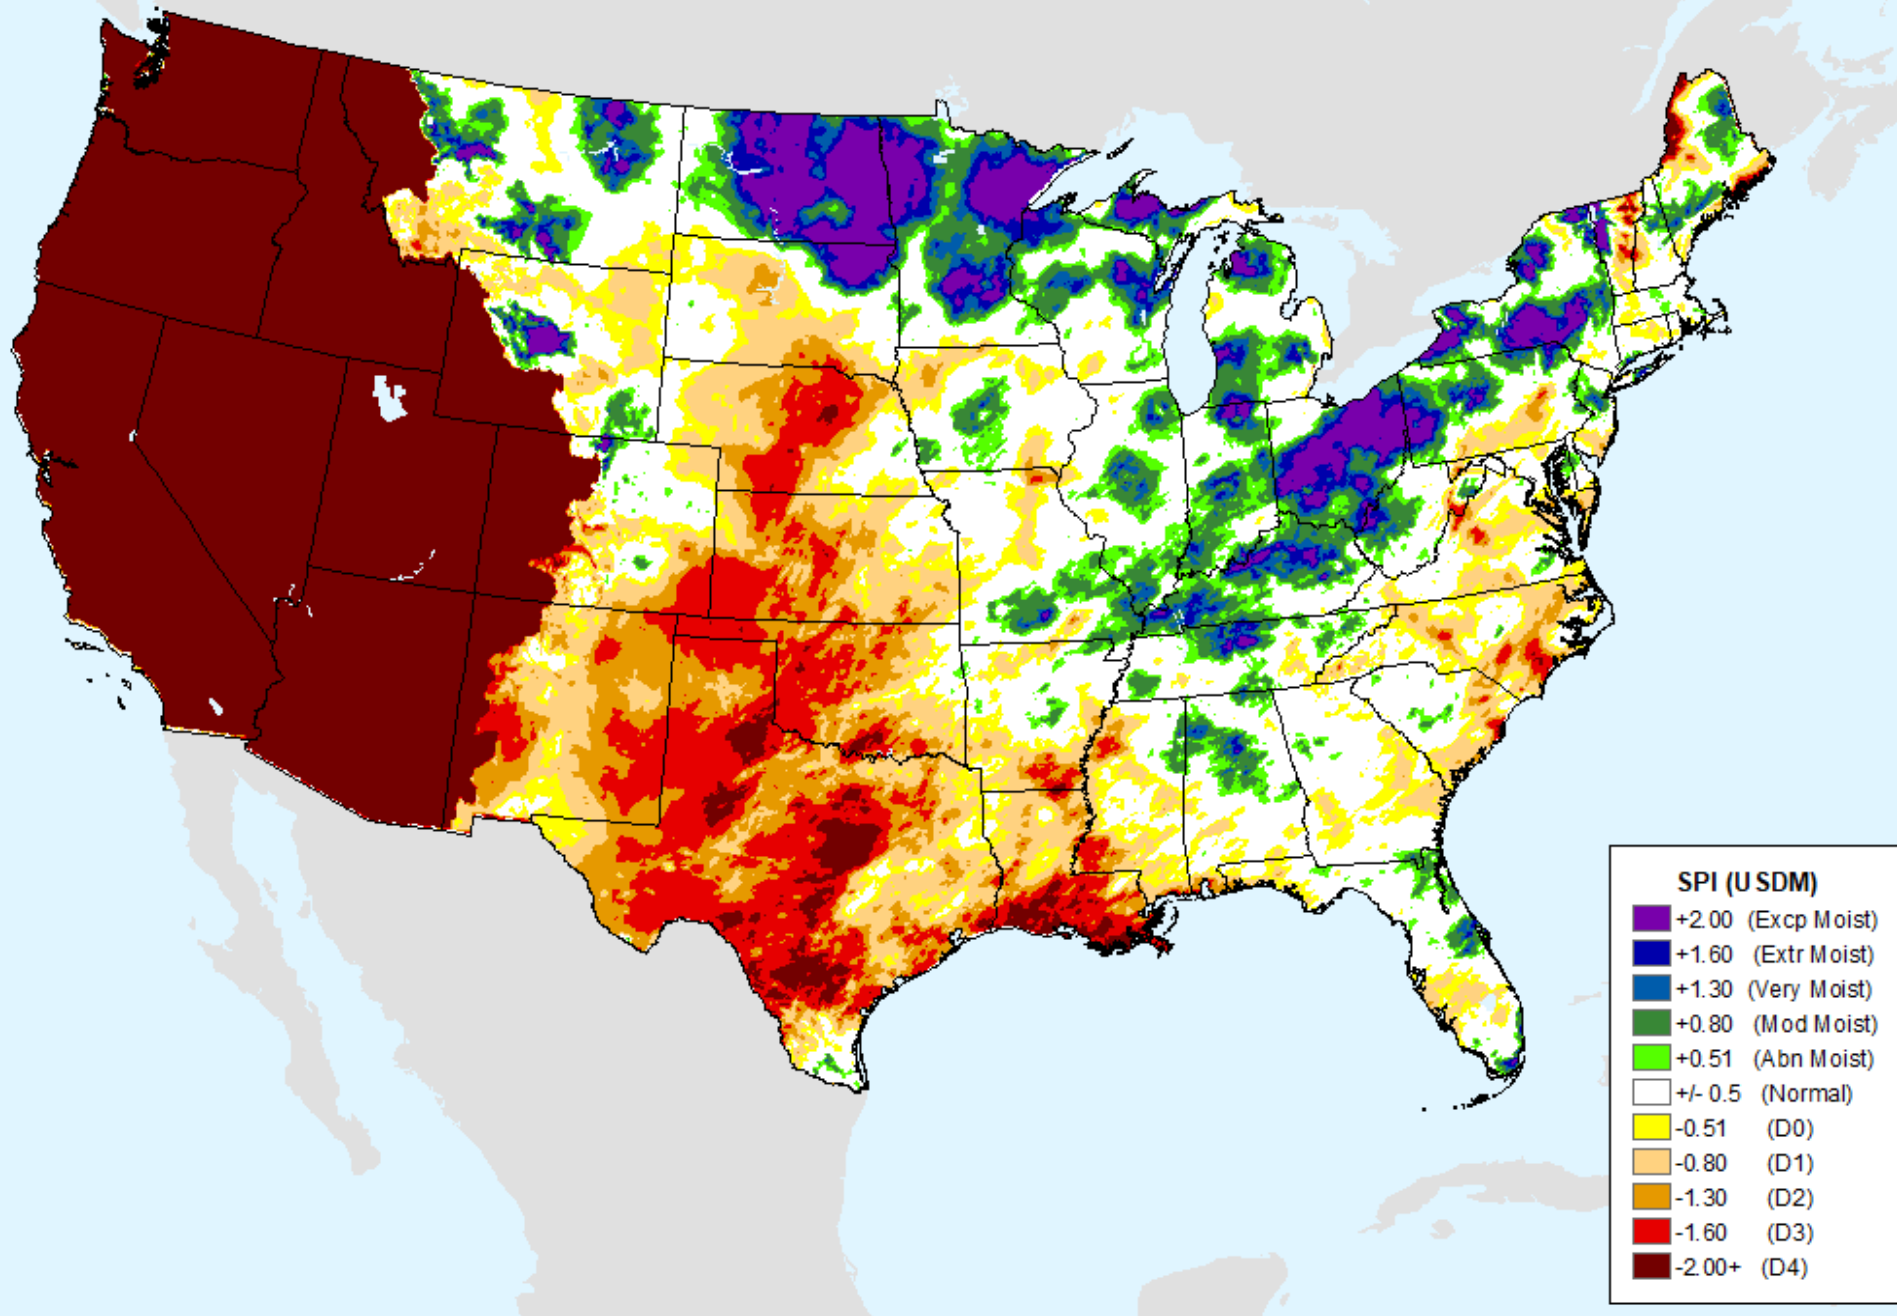 SPI (USDM)
+2.00 (Excp Moist)
+1.60 (Extr Moist)
+1.30 (Very Moist)
+0.80 (Mod Moist)
+0.51 (Abn Moist)
+/- 0.5 (Normal)
-0.51 (D0)
-0.80 (D1)
-1.30 (D2)
-1.60 (D3)
-2.00+ (D4)